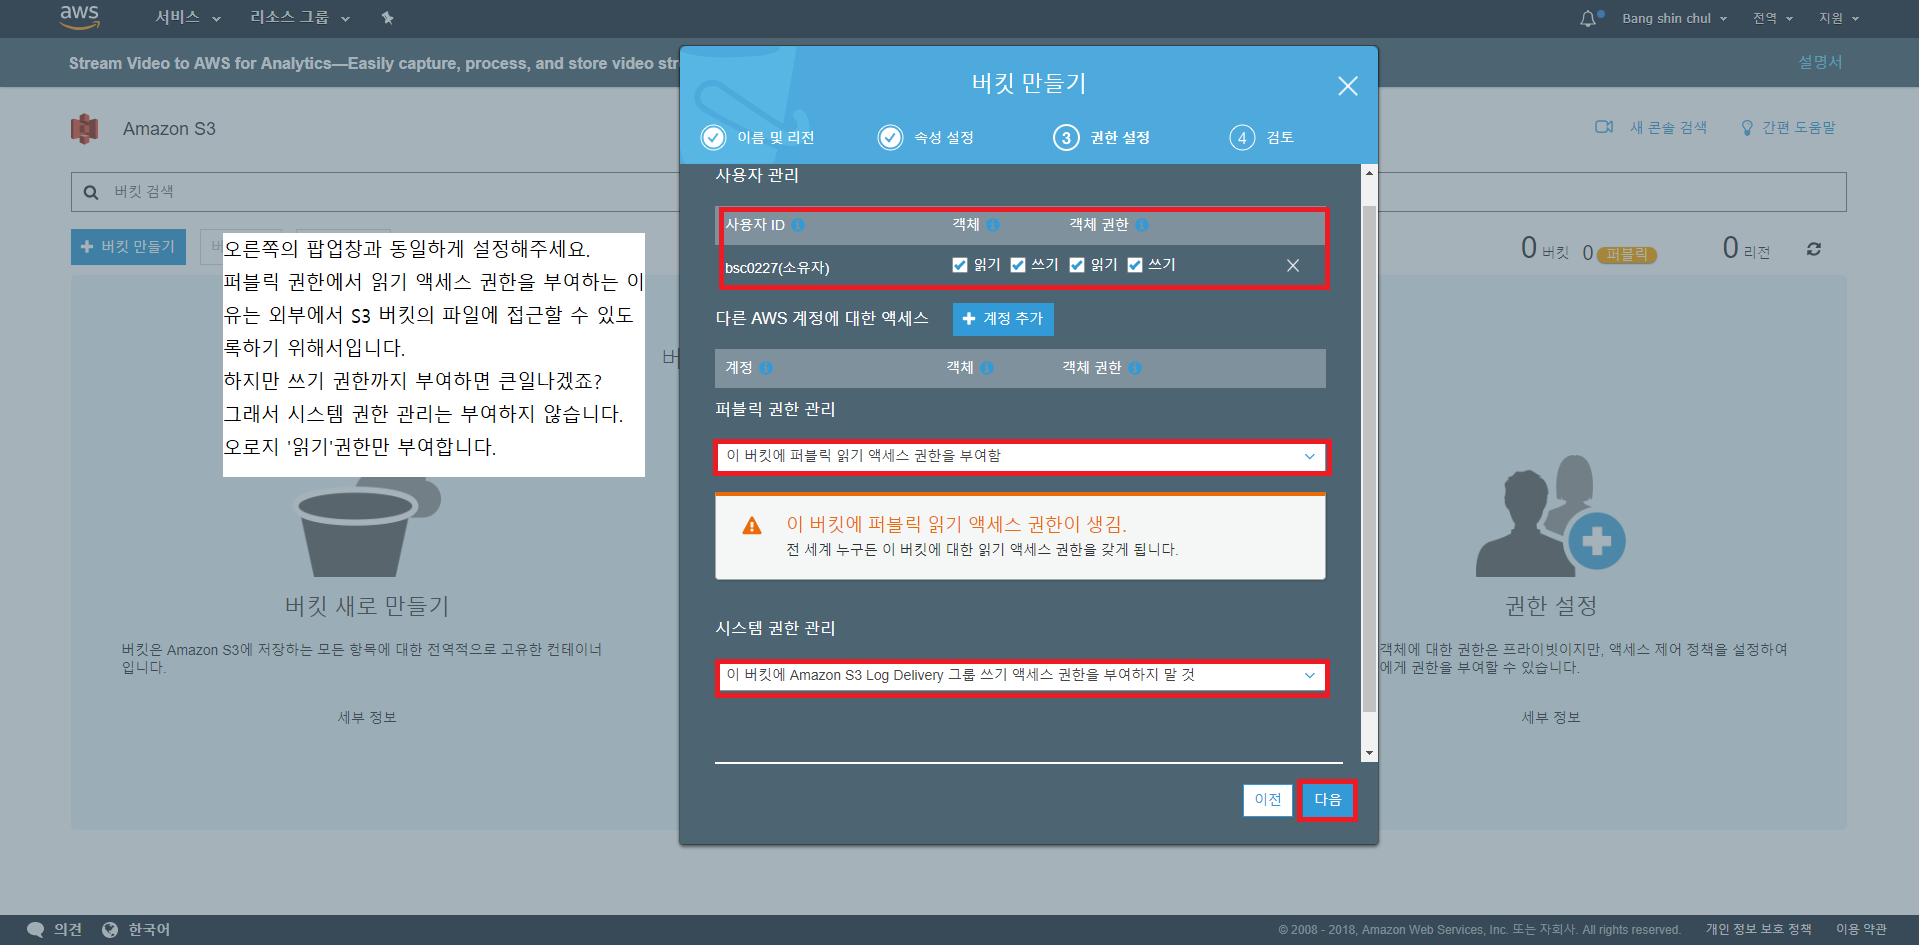 aws 서비스 리소스 그룹 Bang shin chul 전역 지원
Stream Video to AWS for Analytics—Easily capture, process, and store video str
설명서
Amazon S3
새 콘솔 검색 간편 도움말
버킷 검색
버킷 만들기
0 버킷 0 퍼블릭 0 리전
오른쪽의 팝업창과 동일하게 설정해주세요.
퍼블릭 권한에서 읽기 액세스 권한을 부여하는 이
유는 외부에서 S3 버킷의 파일에 접근할 수 있도
록하기 위해서입니다.
하지만 쓰기 권한까지 부여하면 큰일나겠죠?
그래서 시스템 권한 관리는 부여하지 않습니다.
오로지 '읽기'권한만 부여합니다.
버킷 새로 만들기
버킷은 Amazon S3에 저장하는 모든 항목에 대한 전역적으로 고유한 컨테이너
입니다.
세부 정보
버킷 만들기
이름 및 리전 속성 설정 3 권한 설정 4 검토
사용자 관리
사용자 ID 객체 객체 권한
bsc0227(소유자) 읽기 쓰기 읽기 쓰기
다른 AWS 계정에 대한 액세스 계정 추가
계정 객체 객체 권한
퍼블릭 권한 관리
이 버킷에 퍼블릭 읽기 액세스 권한을 부여함
이 버킷에 퍼블릭 읽기 액세스 권한이 생김.
전 세계 누구든 이 버킷에 대한 읽기 액세스 권한을 갖게 됩니다.
시스템 권한 관리
이 버킷에 Amazon S3 Log Delivery 그룹 쓰기 액세스 권한을 부여하지 말 것
이전 다음
권한 설정
객체에 대한 권한은 프라이빗이지만, 액세스 제어 정책을 설정하여
에게 권한을 부여할 수 있습니다.
세부 정보
의견 한국어 © 2008 - 2018, Amazon Web Services, Inc. 또는 자회사. All rights reserved. 개인 정보 보호 정책 이용 약관